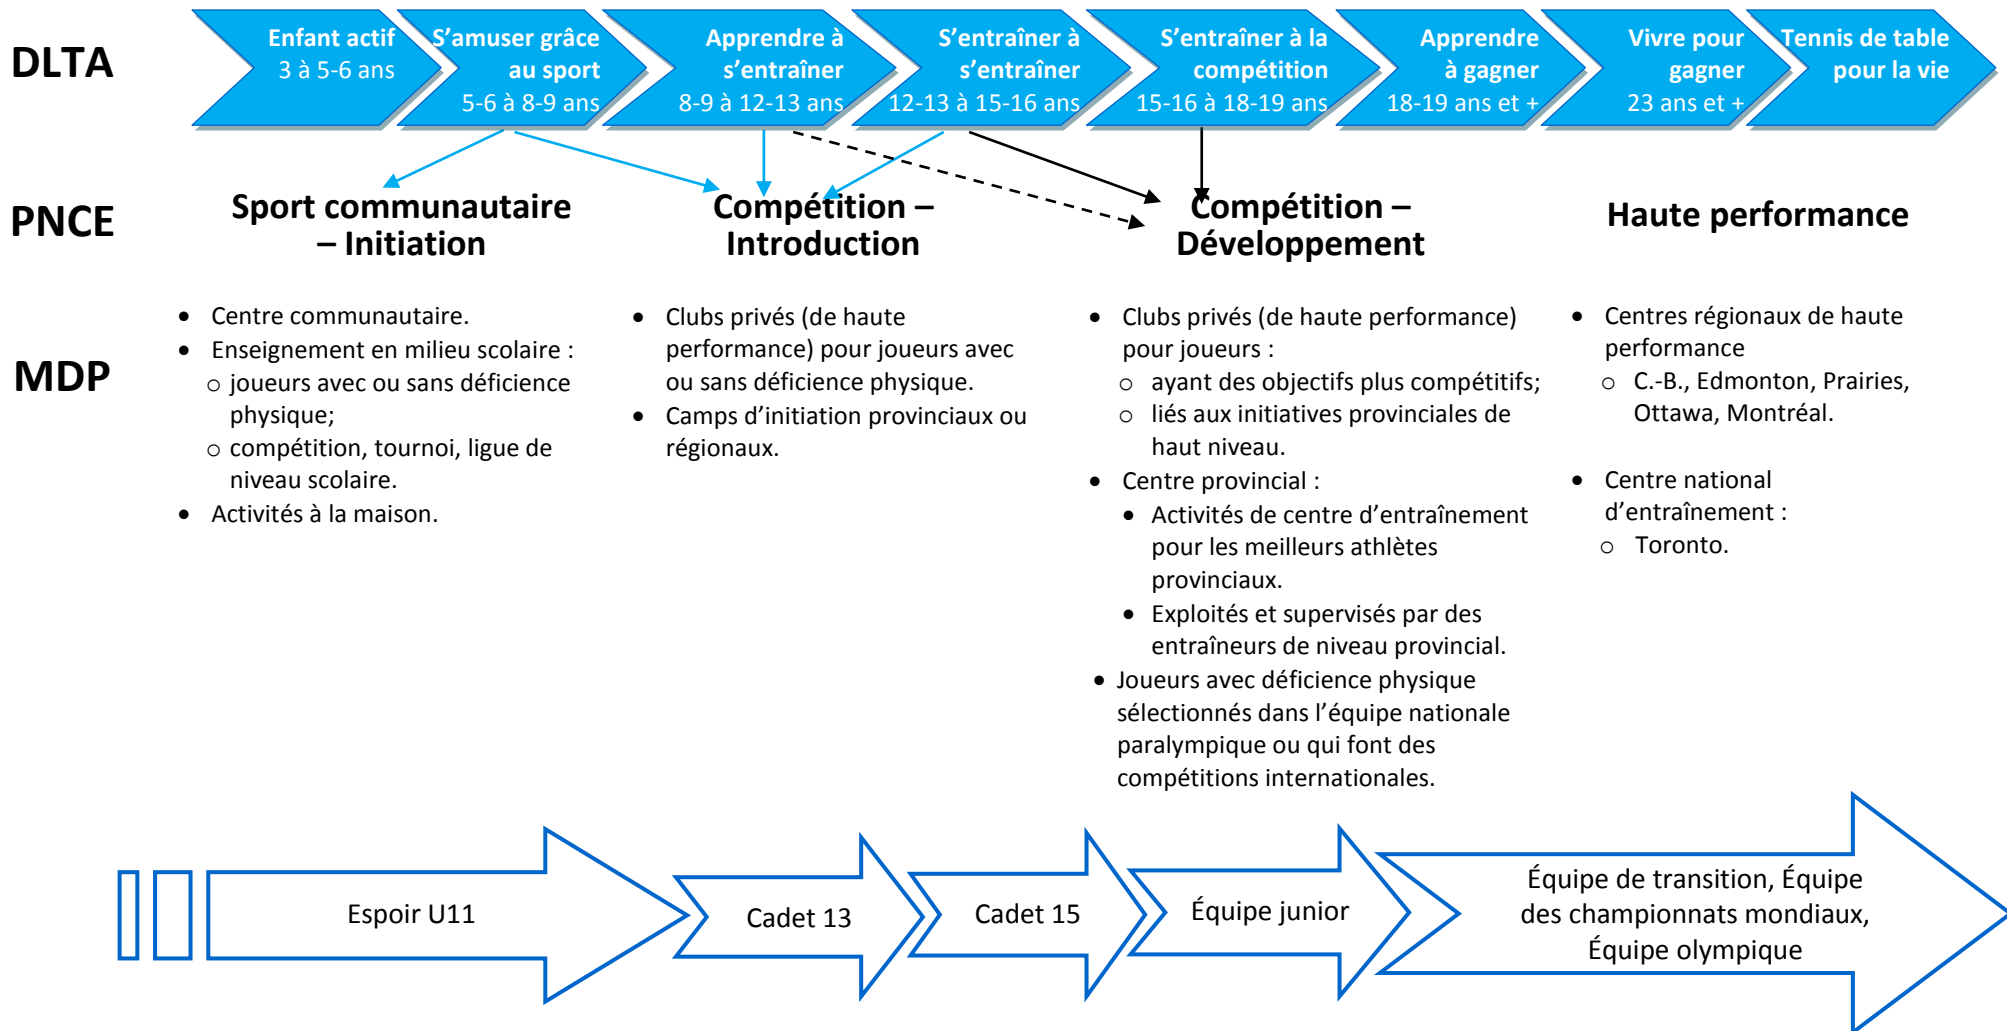 DLTA
Enfant actif
3 à 5-6 ans
S’amuser grâce
au sport
5-6 à 8-9 ans
Apprendre à
s’entraîner
8-9 à 12-13 ans
S’entraîner à
s’entraîner
12-13 à 15-16 ans
S’entraîner à la
compétition
15-16 à 18-19 ans
Apprendre
à gagner
18-19 ans et +
Vivre pour
gagner
23 ans et +
Tennis de table
pour la vie
PNCE
Sport communautaire
– Initiation
Compétition –
Introduction
Compétition –
Développement
Haute performance
MDP
• Centre communautaire.
• Enseignement en milieu scolaire :
o joueurs avec ou sans déficience
physique;
o compétition, tournoi, ligue de
niveau scolaire.
• Activités à la maison.
• Clubs privés (de haute
performance) pour joueurs avec
ou sans déficience physique.
• Camps d’initiation provinciaux ou
régionaux.
• Clubs privés (de haute performance)
pour joueurs :
o ayant des objectifs plus compétitifs;
o liés aux initiatives provinciales de
haut niveau.
• Centre provincial :
• Activités de centre d’entraînement
pour les meilleurs athlètes
provinciaux.
• Exploités et supervisés par des
entraîneurs de niveau provincial.
• Joueurs avec déficience physique
sélectionnés dans l’équipe nationale
paralympique ou qui font des
compétitions internationales.
• Centres régionaux de haute
performance
o C.-B., Edmonton, Prairies,
Ottawa, Montréal.
• Centre national
d’entraînement :
o Toronto.
Espoir U11
Cadet 13
Cadet 15
Équipe junior
Équipe de transition, Équipe
des championnats mondiaux,
Équipe olympique